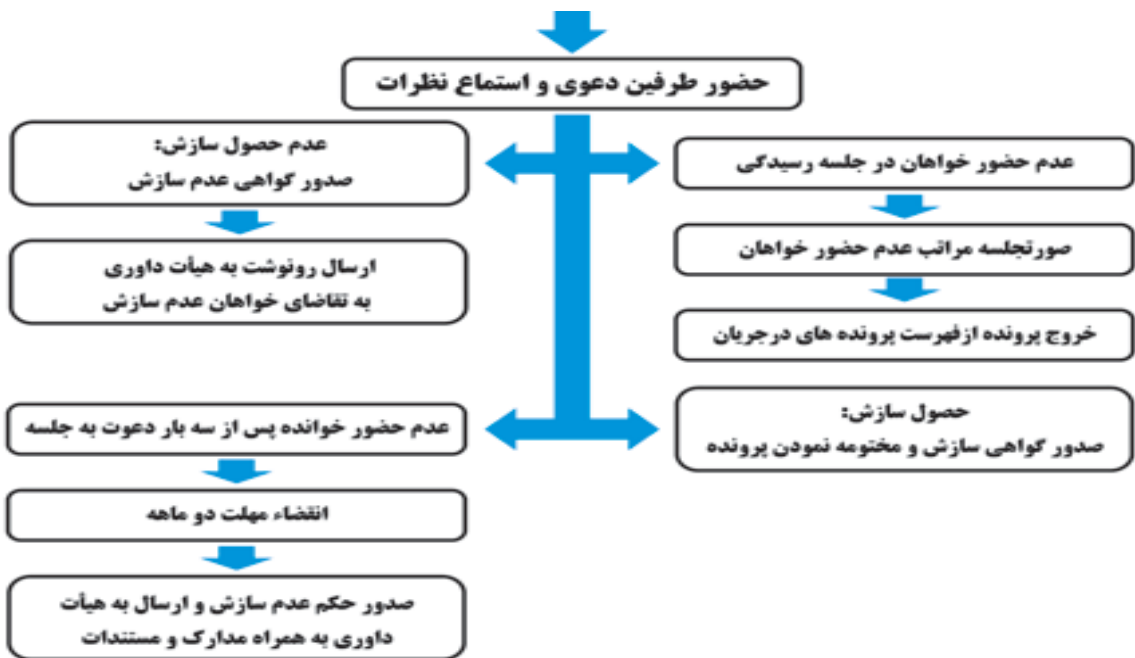 حضور طرفین دعوی و استماع نظرات
عدم حضور خواهان در جلسه رسیدگی
صورتجلسه مراتب عدم حضور خواهان
خروج پرونده ازفهرست پرونده های درجریان
عدم حصول سازش:
صدور گواهی عدم سازش
ارسال رونوشت به هیأت داوری
به تقاضای خواهان عدم سازش
حصول سازش:
صدور گواهی سازش و مختومه نمودن پرونده
عدم حضور خوانده پس از سه بار دعوت به جلسه
انقضاء مهلت دو ماهه
صدور حکم عدم سازش و ارسال به هیأت
داوری به همراه مدارک و مستندات